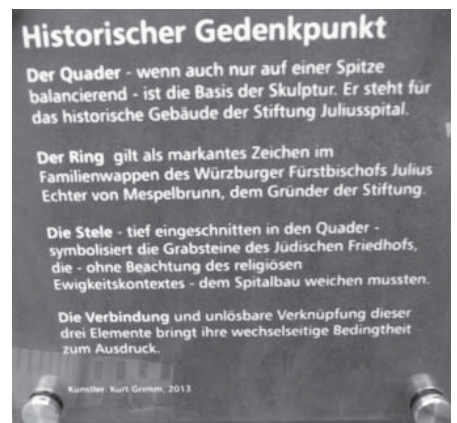 Historischer Gedenkpunkt
Der Quader - wenn auch nur auf einer Spitze
balancierend - ist die Basis der Skulptur. Er steht für
das historische Gebäude der Stiftung Juliusspital.
Der Ring gilt als markantes Zeichen im
Familienwappen des Würzburger Fürstbischofs Julius
Echter von Mespelbrunn, dem Gründer der Stiftung.
Die Stele - tief eingeschnitten in den Quader -
symbolisiert die Grabsteine des Jüdischen Friedhofs,
die - ohne Beachtung des religiösen
Ewigkeitskontextes - dem Spitalbau weichen mussten.
Die Verbindung und unlösbare Verknüpfung dieser
drei Elemente bringt ihre wechselseitige Bedingtheit
zum Ausdruck.
Künstler: Kurt Grimm, 2013